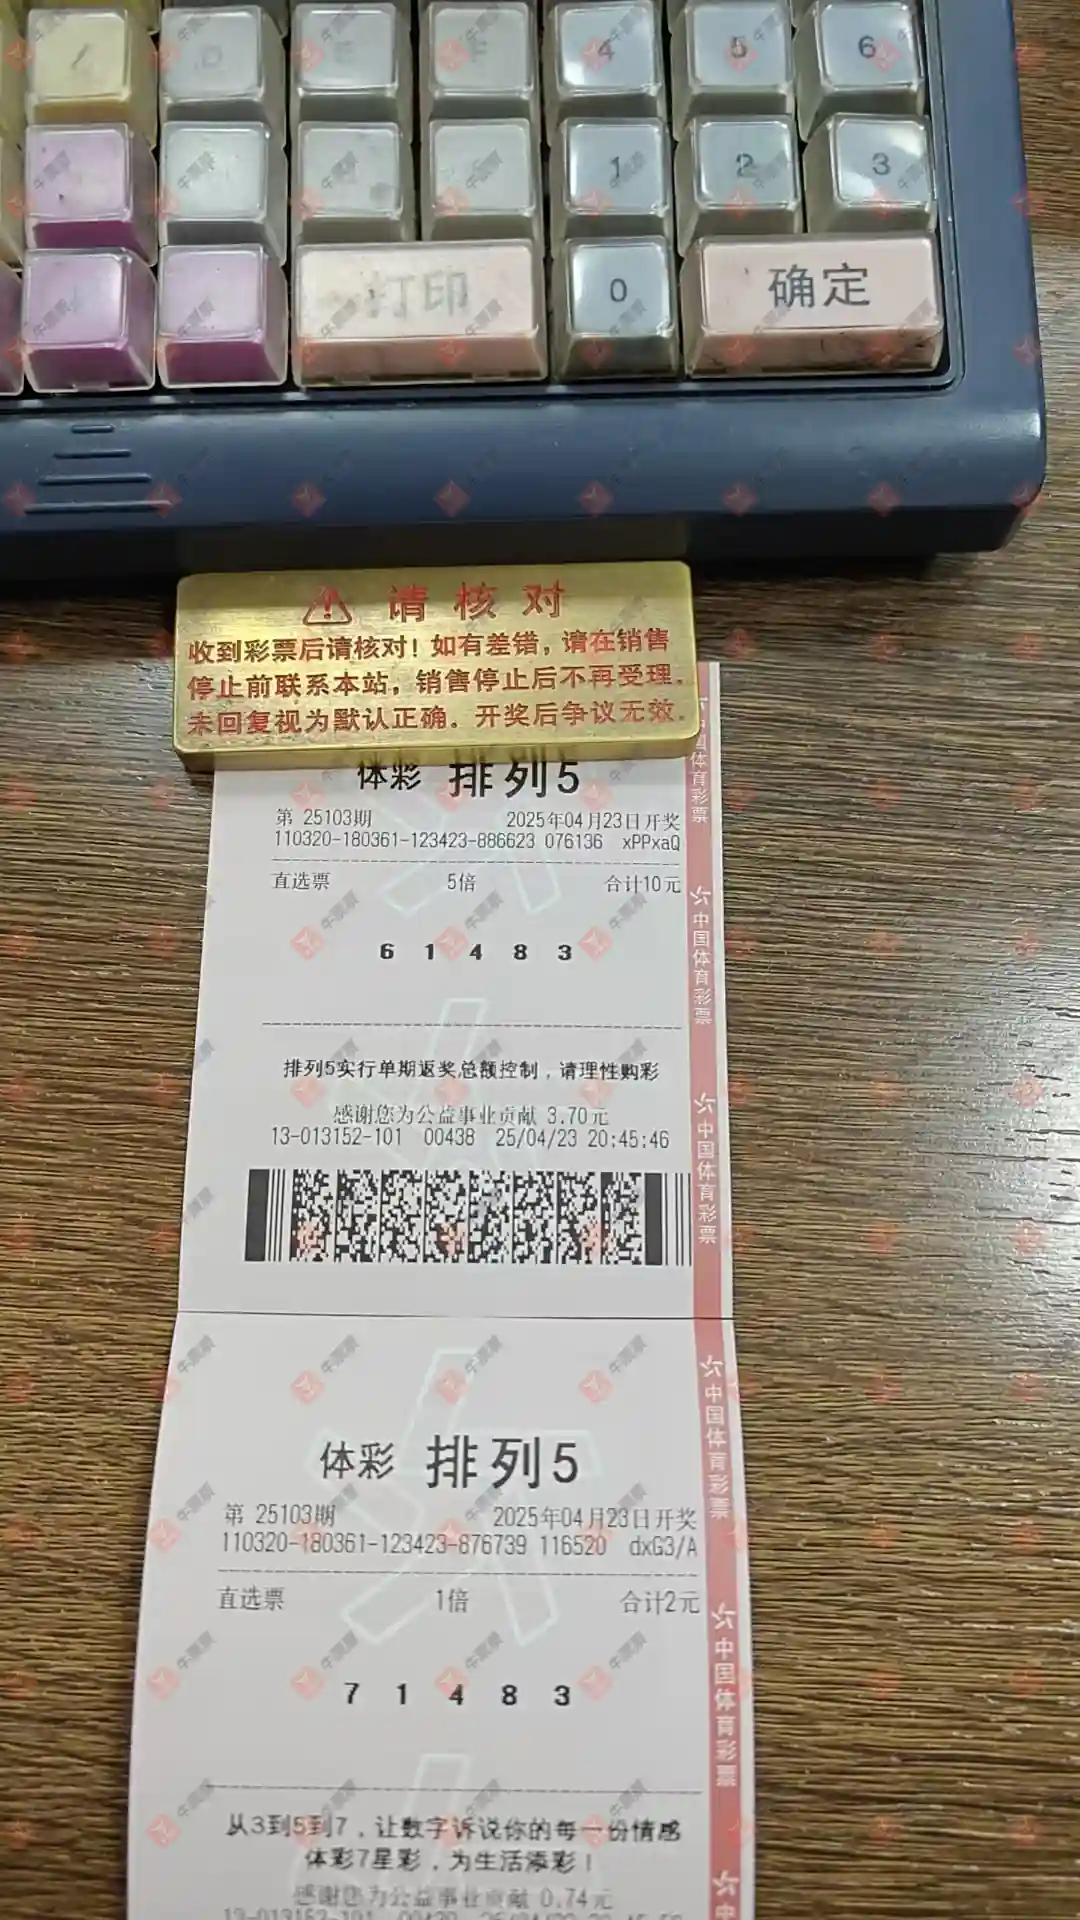 4 5 6
1 2 3
打印 0 确定
请核对
收到彩票后请核对！如有差错，请在销售
停止前联系本站，销售停止后不再受理。
未回复视为默认正确。开奖后争议无效。
体彩 排列5
第 25103期 2025年04月23日开奖
110320-180361-123423-886623 076136 xPPxaQ
直选票 5倍 合计10元
6 1 4 8 3
排列5实行单期返奖总额控制，请理性购彩
感谢您为公益事业贡献 3.70元
13-013152-101 00438 25/04/23 20:45:46
中国体育彩票
中国体育彩票
中国体育彩票
体彩 排列5
第 25103期 2025年04月23日开奖
110320-180361-123423-876739 116520 dxG3/A
直选票 1倍 合计2元
7 1 4 8 3
从3到5到7，让数字诉说你的每一份情感
体彩7星彩，为生活添彩！
感谢您为公益事业贡献 0.74元
中国体育彩票
中国体育彩票